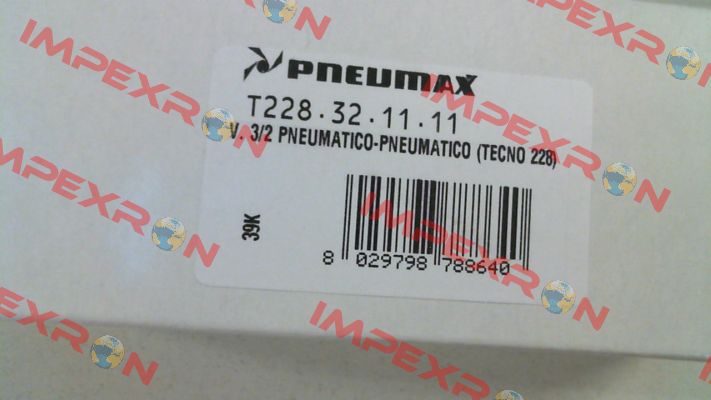 PNEUMAX
T228.32.11.11
V. 3/2 PNEUMATICO-PNEUMATICO (TECNO 228)
39K
8 029798 788640
IMPEXRON
IMPEXRON
IMPEXRON
IMPEXRON
IMPEXRON
IMPEXRON
IMPEXRON